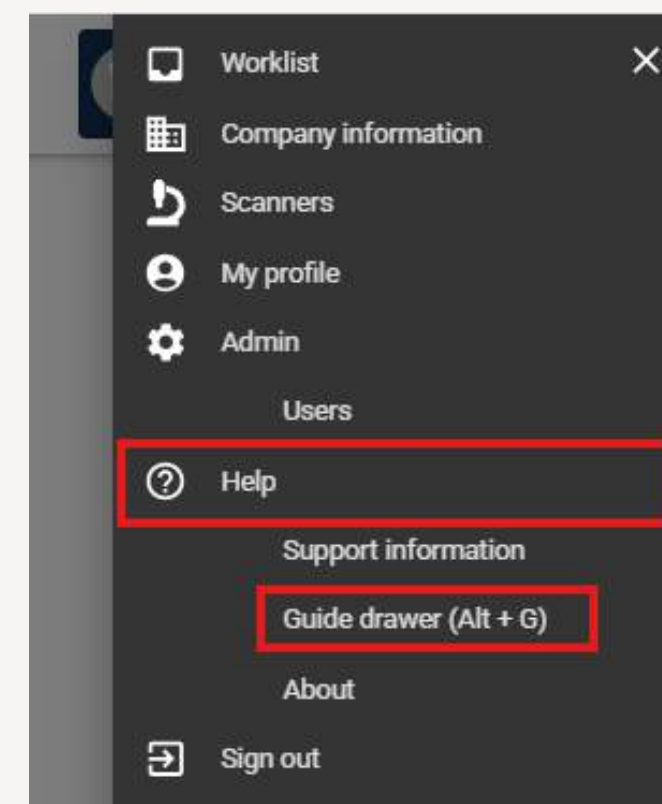 Worklist
Company information
Scanners
My profile
Admin
Users
Help
Support information
Guide drawer (Alt + G)
About
Sign out